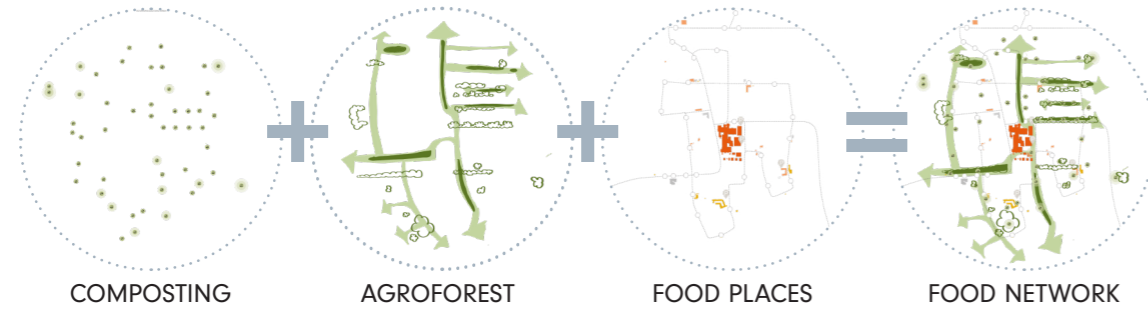 COMPOSTING
AGROFOREST
FOOD PLACES
FOOD NETWORK